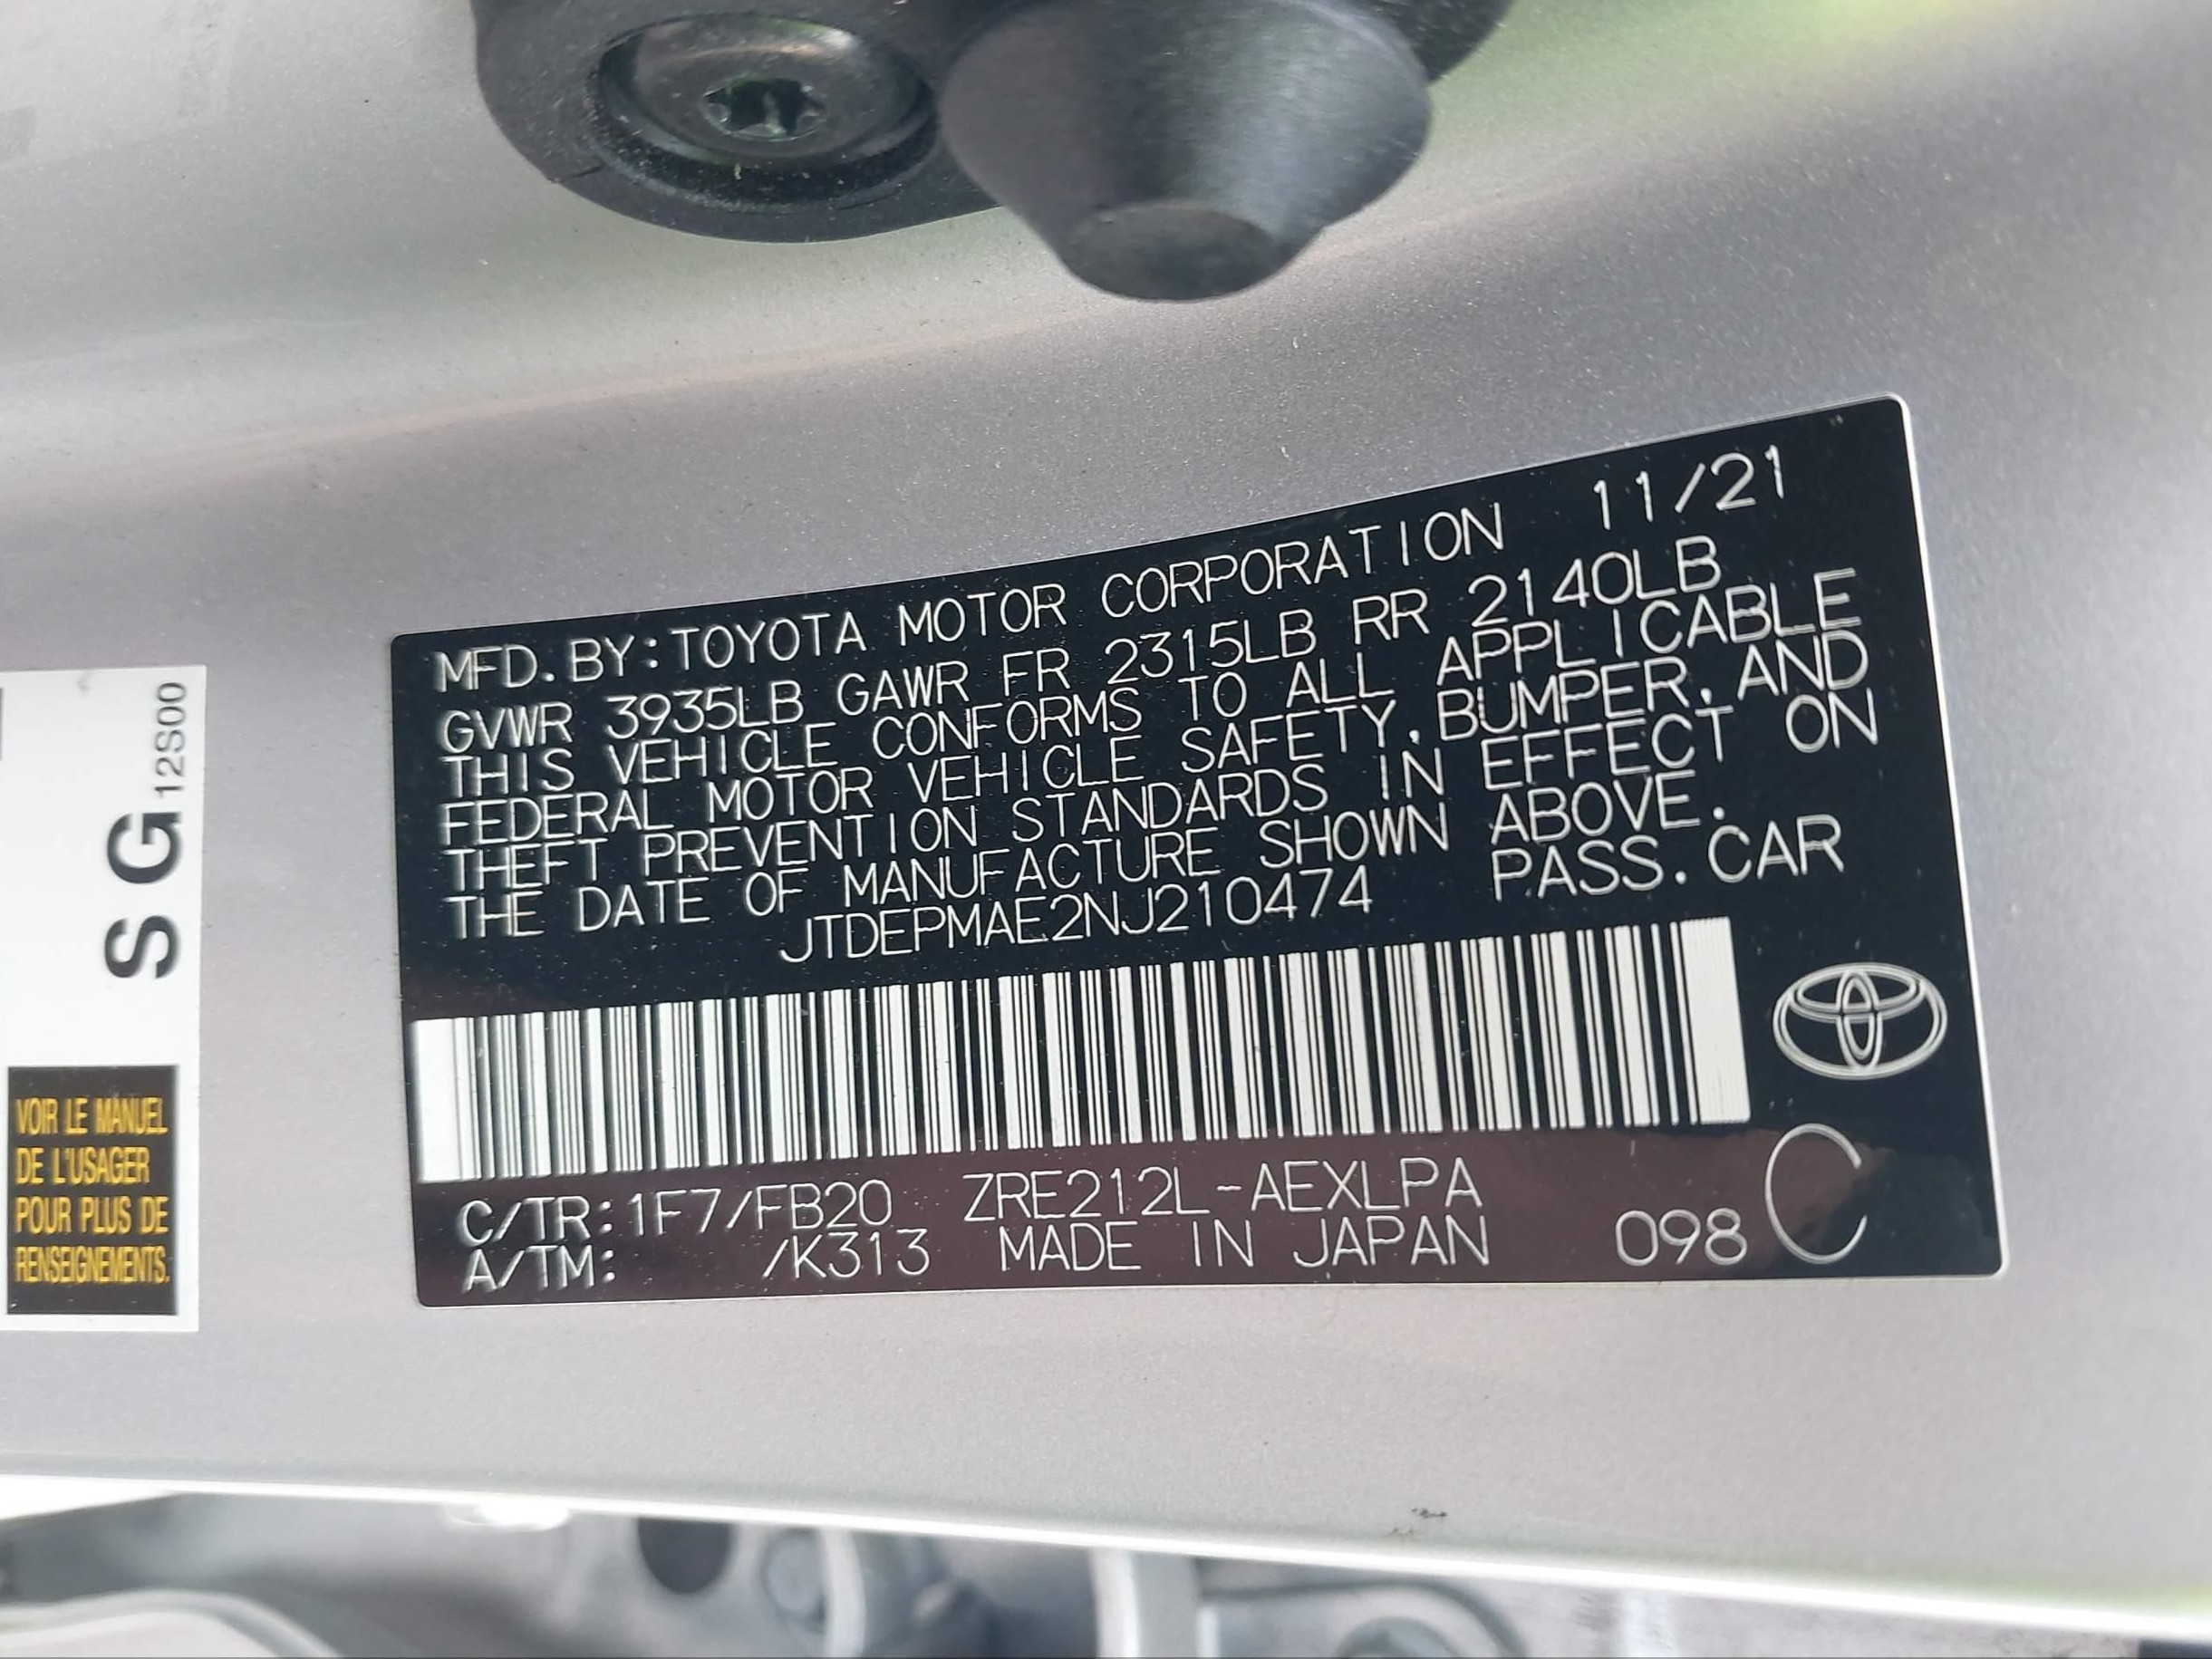 MFD. BY: TOYOTA MOTOR CORPORATION 11/21
GVWR 3935LB GAWR FR 2315LB RR 2140LB
THIS VEHICLE CONFORMS TO ALL APPLICABLE
FEDERAL MOTOR VEHICLE SAFETY, BUMPER, AND
THEFT PREVENTION STANDARDS IN EFFECT ON
THE DATE OF MANUFACTURE SHOWN ABOVE.
JTDEPMAE2NJ210474 PASS. CAR
C/TR: 1F7/FB20 ZRE212L-AEXLPA
A/TM: /K313 MADE IN JAPAN 098 C
S G 12S00
VOIR LE MANUEL
DE L'USAGER
POUR PLUS DE
RENSEIGNEMENTS.